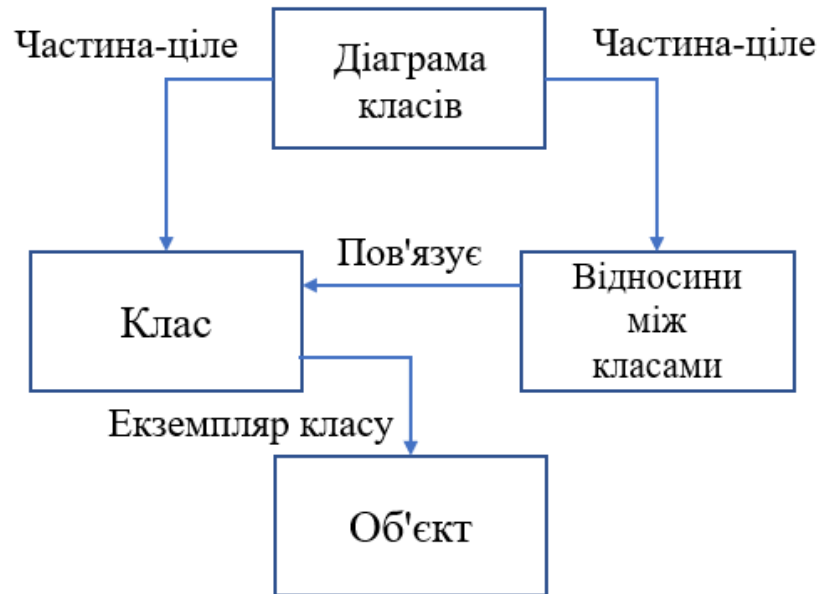 Частина-ціле
Діаграма
класів
Частина-ціле
Пов'язує
Клас
Відносини
між
класами
Екземпляр класу
Об'єкт